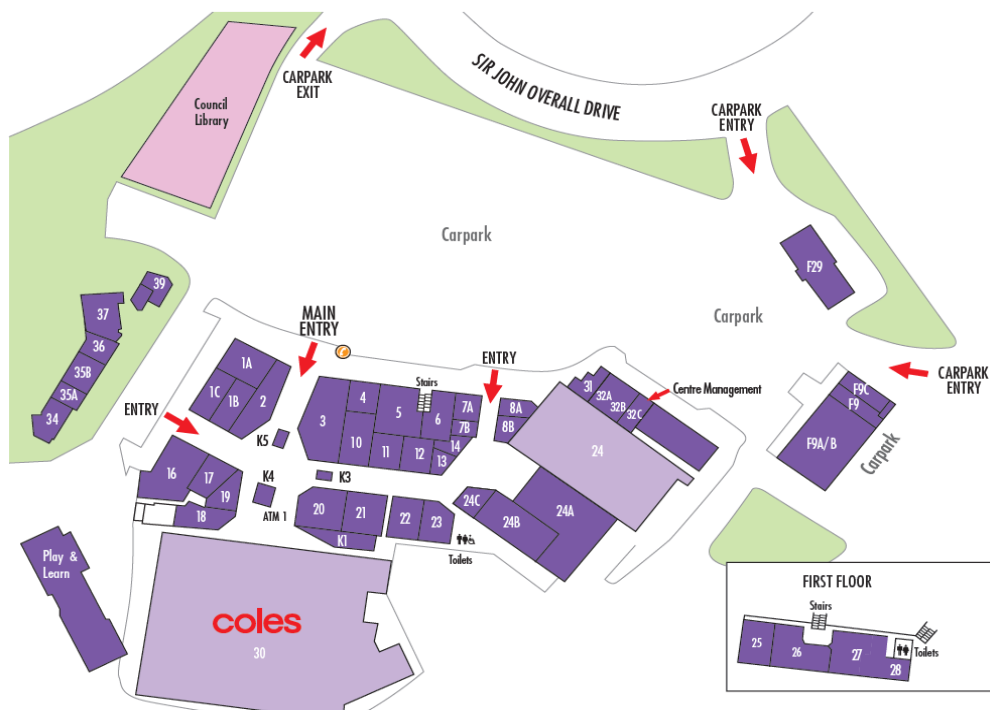 CARPARK
EXIT
SIR JOHN OVERALL DRIVE
CARPARK
ENTRY
Council
Library
Carpark
F29
39
37
36
35B
35A
34
MAIN
ENTRY
Carpark
1A
1C
1B
2
ENTRY
ENTRY
Stairs
3
4
5
6
7A
7B
8A
8B
10
11
12
13
14
31
32A
32B
32C
Centre Management
CARPARK
ENTRY
F9C
F9
F9A/B
Carpark
K5
K4
K3
ATM 1
16
17
19
18
20
21
K1
22
23
Toilets
24
24C
24B
24A
Play &
Learn
coles
30
FIRST FLOOR
Stairs
25
26
27
28
Toilets